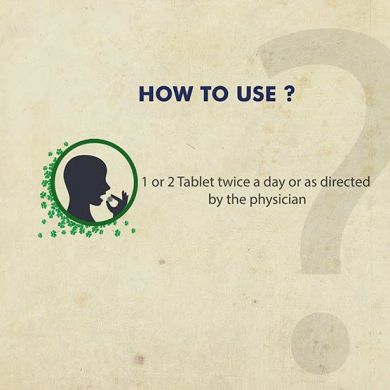 HOW TO USE ?
1 or 2 Tablet twice a day or as directed
by the physician